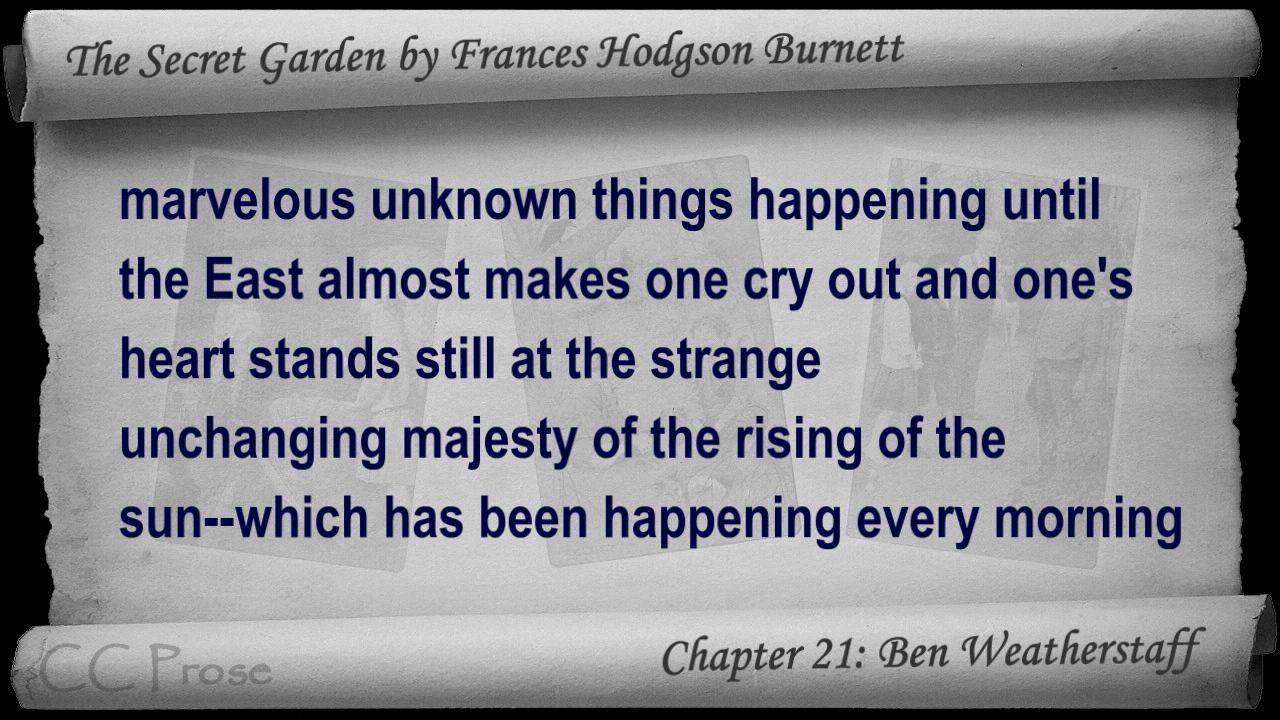 The Secret Garden by Frances Hodgson Burnett
marvelous unknown things happening until
the East almost makes one cry out and one's
heart stands still at the strange
unchanging majesty of the rising of the
sun--which has been happening every morning
CC Prose
Chapter 21: Ben Weatherstaff